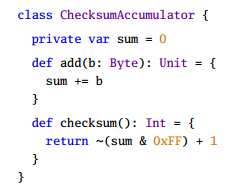 class ChecksumAccumulator {
private var sum = 0
def add(b: Byte): Unit = {
sum += b
}
def checksum(): Int = {
return ~(sum & 0xFF) + 1
}
}